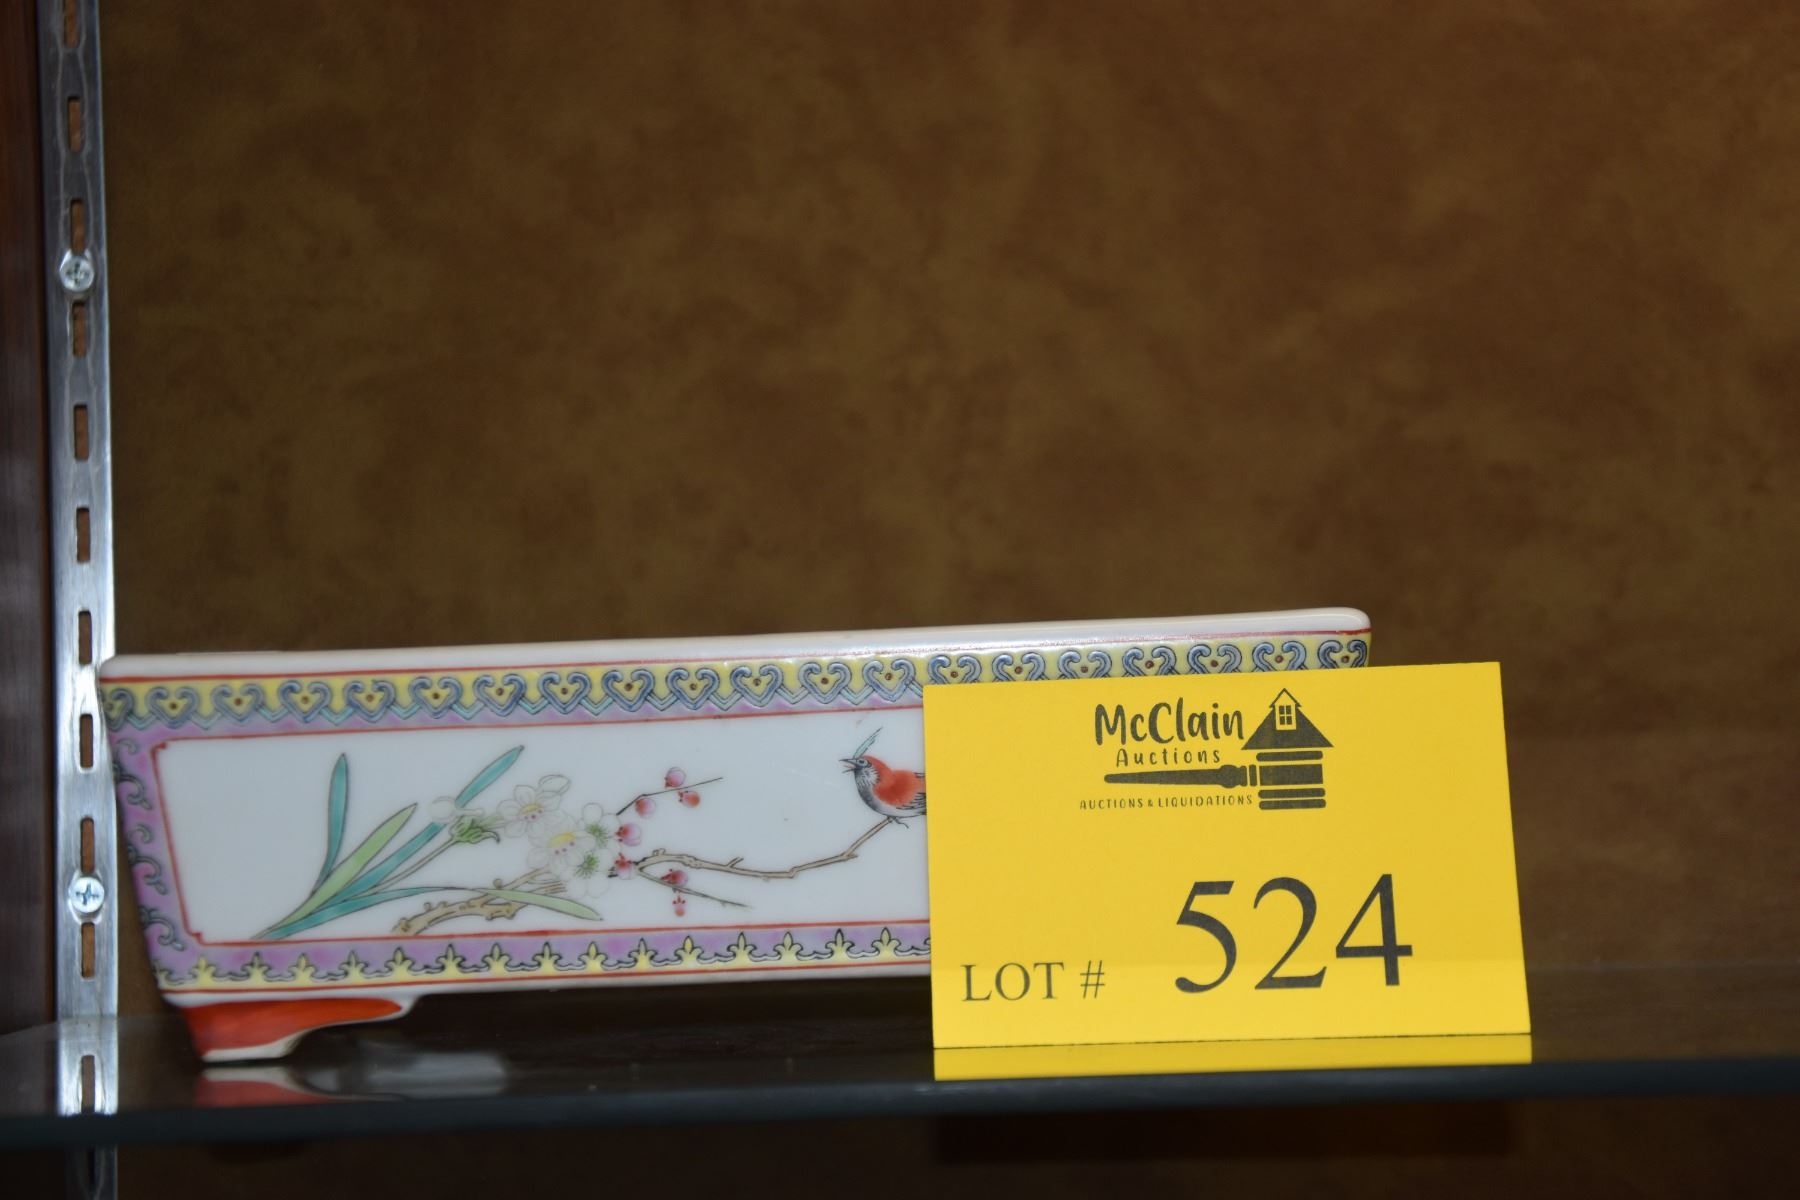 McClain
Auctions
AUCTIONS & LIQUIDATIONS
LOT # 524